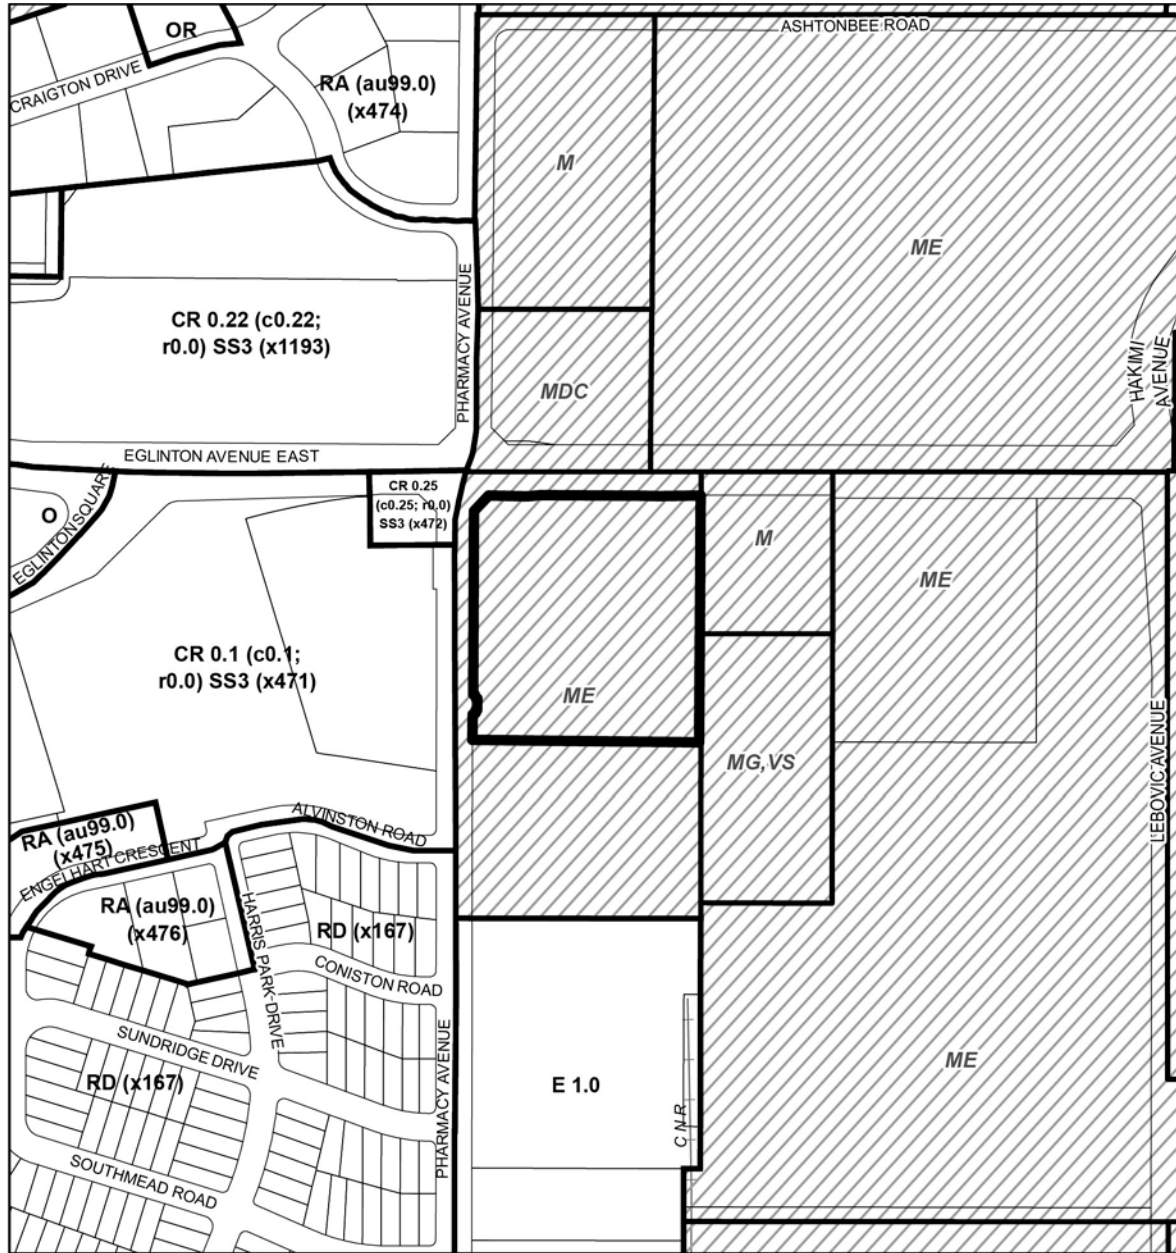 ASHTONBEE ROAD
OR
CRAIGTON DRIVE
RA (au99.0)
(x474)
M
ME
HAKIMI
AVENUE
CR 0.22 (c0.22;
r0.0) SS3 (x1193)
PHARMACY AVENUE
MDC
EGLINTON AVENUE EAST
CR 0.25
(c0.25; r0.0)
SS3 (x472)
O
EGLINTON SQUARE
M
ME
CR 0.1 (c0.1;
r0.0) SS3 (x471)
ME
LEBOVIC AVENUE
MG,VS
ALVINSTON ROAD
RA (au99.0)
(x475)
ENGELHART CRESCENT
RA (au99.0)
(x476)
HARRIS PARK DRIVE
RD (x167)
CONISTON ROAD
SUNDRIDGE DRIVE
PHARMACY AVENUE
RD (x167)
E 1.0
ME
C N R
SOUTHMEAD ROAD